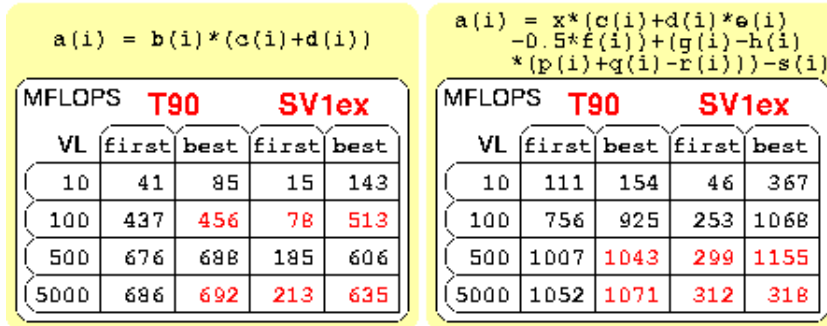 a(i) = b(i)*(c(i)+d(i))
MFLOPS T90 SV1ex
VL first best first best
10 41 85 15 143
100 437 456 78 513
500 676 688 185 606
5000 686 692 213 635
a(i) = x*(c(i)+d(i)*e(i)
-0.5*f(i))+(g(i)-h(i)
*(p(i)+q(i)-r(i)))-s(i)
MFLOPS T90 SV1ex
VL first best first best
10 111 154 46 367
100 756 925 253 1068
500 1007 1043 299 1155
5000 1052 1071 312 318